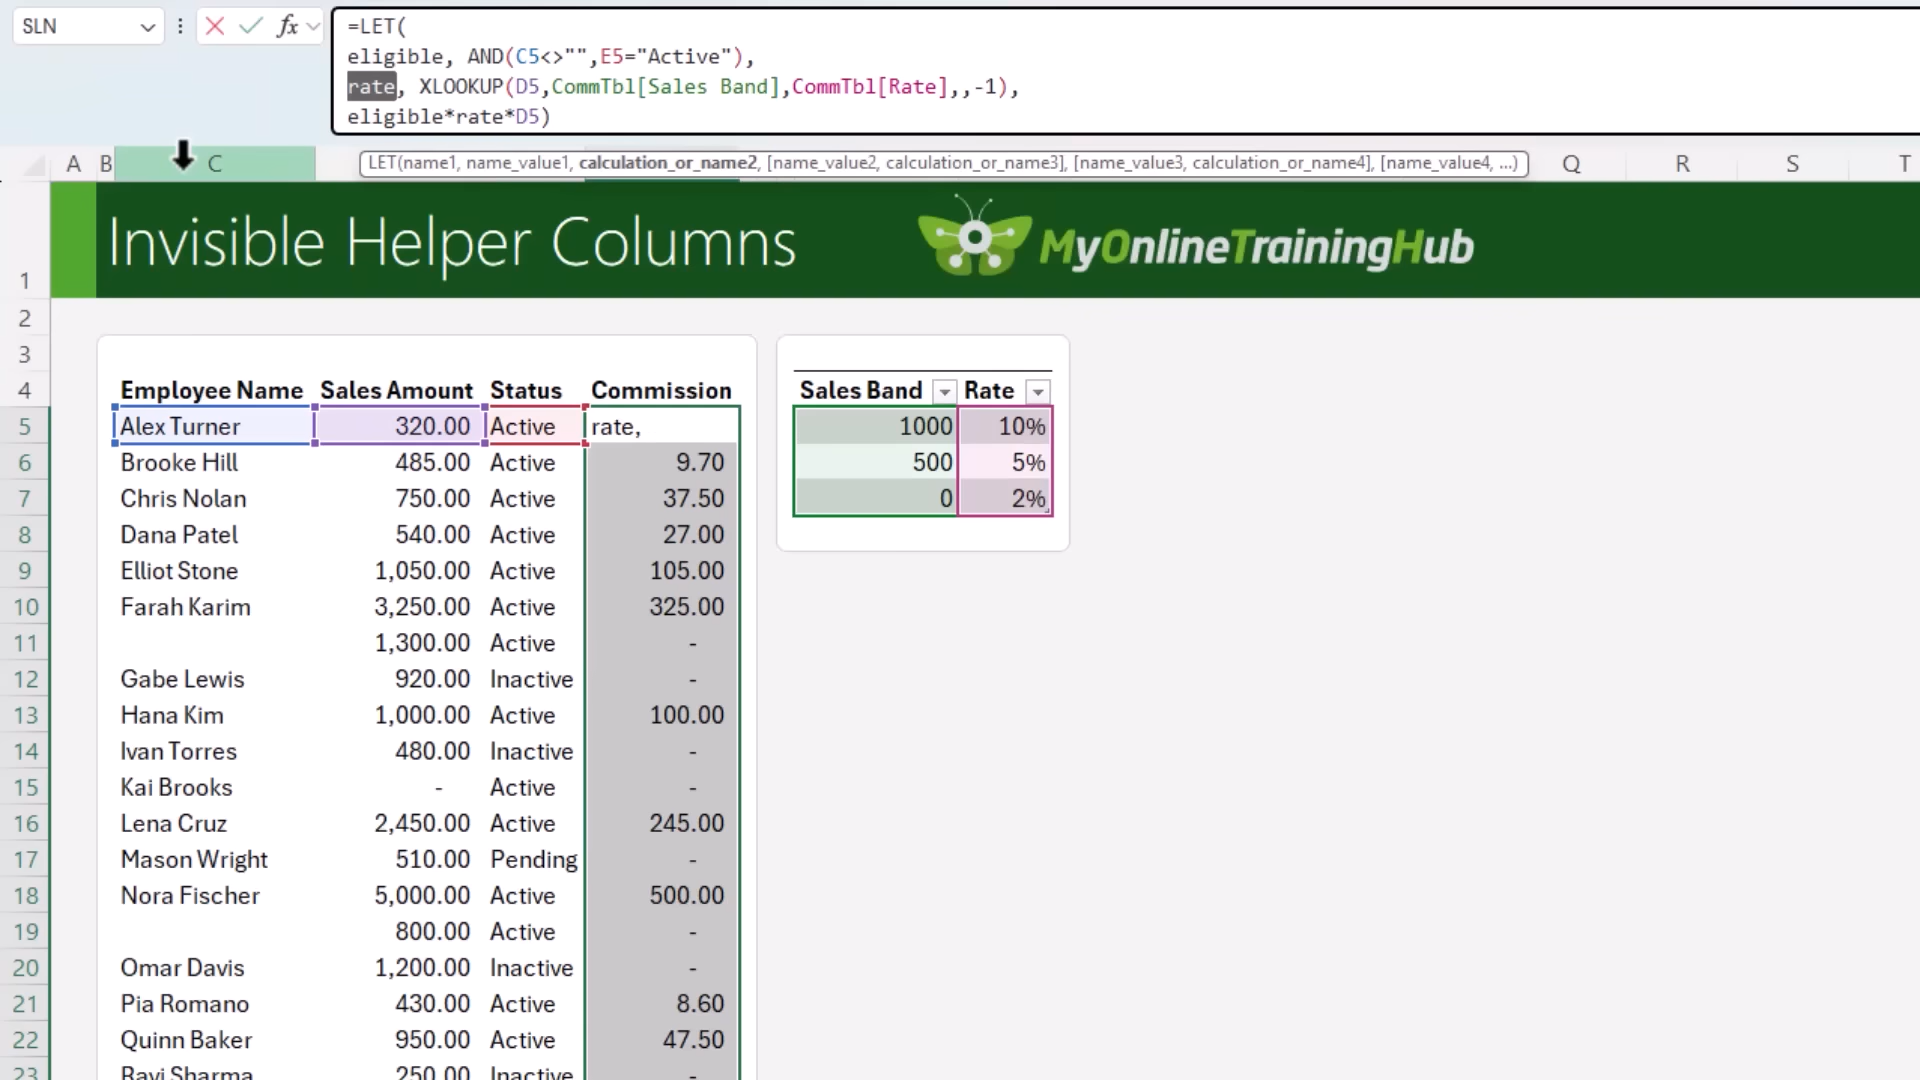 SLN
fx
=LET(
eligible, AND(C5<>"",E5="Active"),
rate, XLOOKUP(D5,CommTbl[Sales Band],CommTbl[Rate],,-1),
eligible*rate*D5)
LET(name1, name_value1, calculation_or_name2, [name_value2, calculation_or_name3], [name_value3, calculation_or_name4], [name_value4, ...)
A B C Q R S T
1 Invisible Helper Columns MyOnlineTrainingHub
2
3
4 Employee Name Sales Amount Status Commission Sales Band Rate
5 Alex Turner 320.00 Active rate, 1000 10%
6 Brooke Hill 485.00 Active 9.70 500 5%
7 Chris Nolan 750.00 Active 37.50 0 2%
8 Dana Patel 540.00 Active 27.00
9 Elliot Stone 1,050.00 Active 105.00
10 Farah Karim 3,250.00 Active 325.00
11 1,300.00 Active -
12 Gabe Lewis 920.00 Inactive -
13 Hana Kim 1,000.00 Active 100.00
14 Ivan Torres 480.00 Inactive -
15 Kai Brooks - Active -
16 Lena Cruz 2,450.00 Active 245.00
17 Mason Wright 510.00 Pending -
18 Nora Fischer 5,000.00 Active 500.00
19 800.00 Active -
20 Omar Davis 1,200.00 Inactive -
21 Pia Romano 430.00 Active 8.60
22 Quinn Baker 950.00 Active 47.50
23 Ravi Sharma 250.00 Inactive -